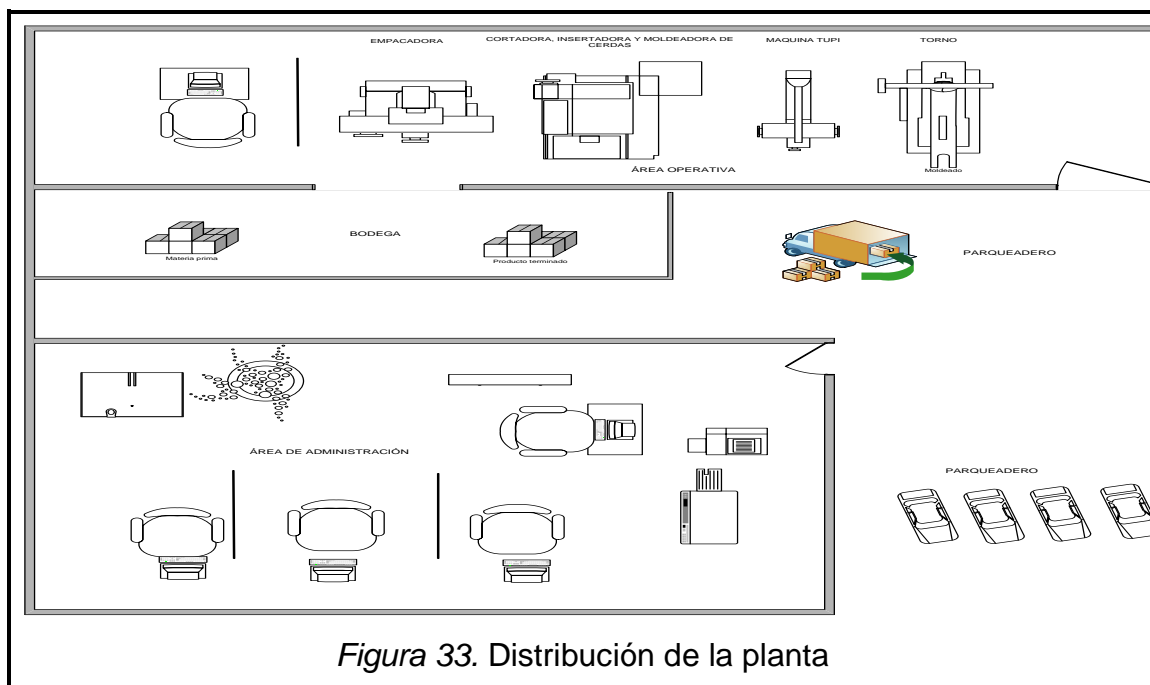 EMPACADORA
CORTADORA, INSERTADORA Y MOLDEADORA DE
CERDAS
MAQUINA TUPI
TORNO
ÁREA OPERATIVA
Moldeado
BODEGA
Materia prima
Producto terminado
PARQUEADERO
ÁREA DE ADMINISTRACIÓN
PARQUEADERO
Figura 33. Distribución de la planta